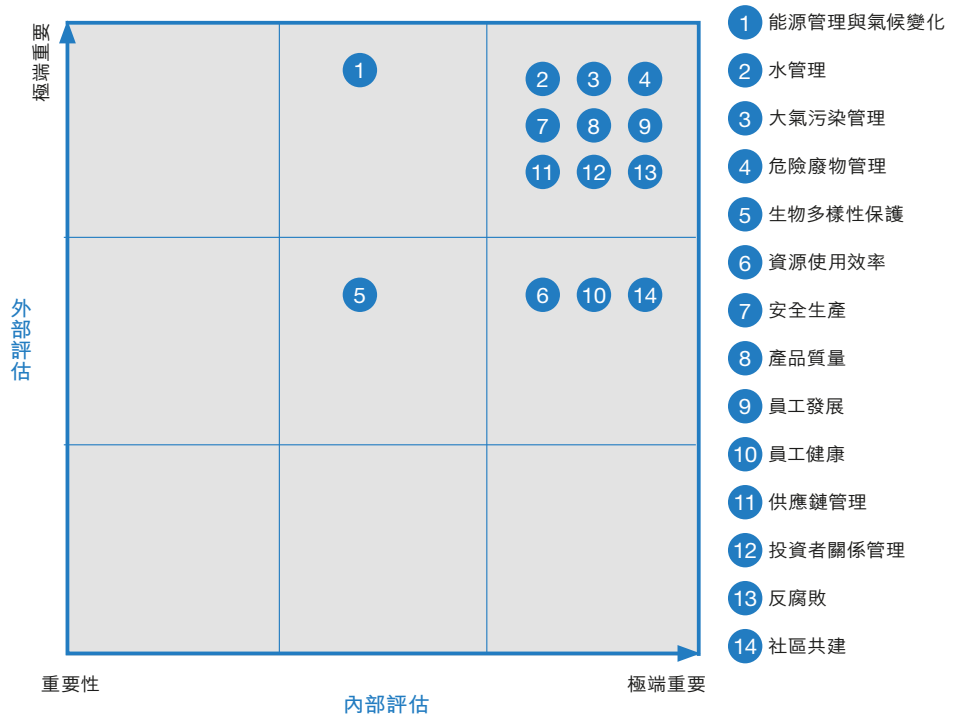 極端重要
外部評估
1
2 3 4
7 8 9
11 12 13
5
6 10 14
重要性
極端重要
內部評估
1 能源管理與氣候變化
2 水管理
3 大氣污染管理
4 危險廢物管理
5 生物多樣性保護
6 資源使用效率
7 安全生產
8 產品質量
9 員工發展
10 員工健康
11 供應鏈管理
12 投資者關係管理
13 反腐敗
14 社區共建